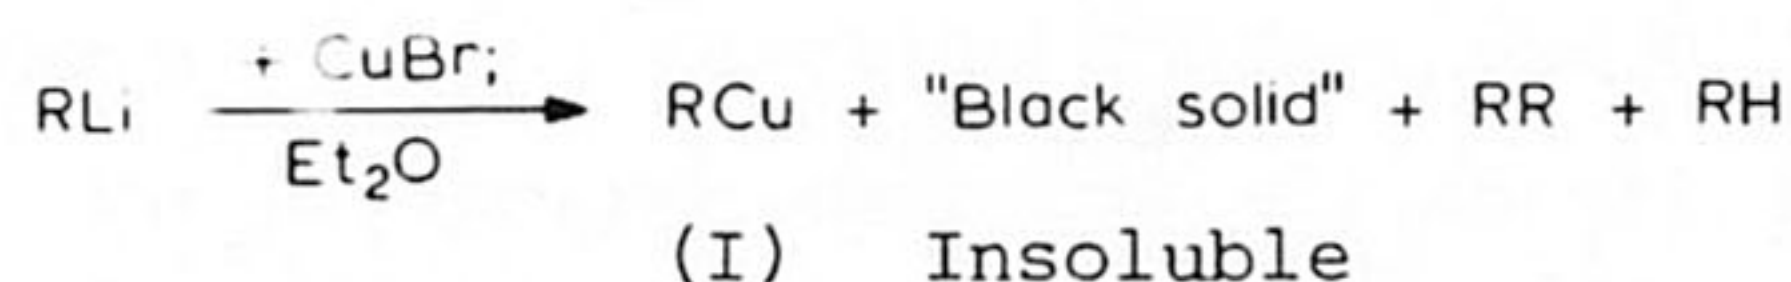 + CuBr;
RLi → RCu + "Black solid" + RR + RH
Et₂O
(I) Insoluble